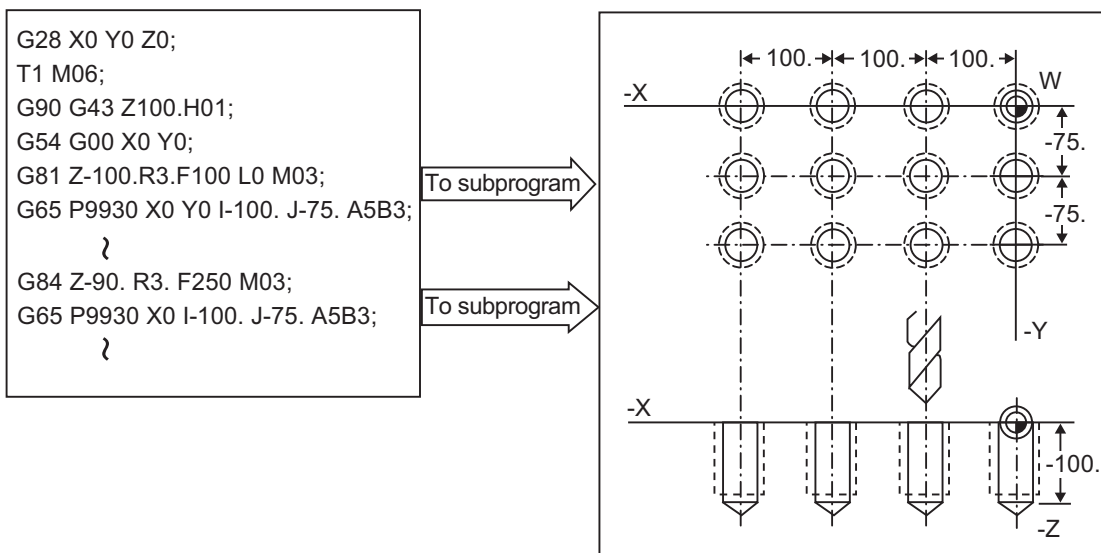 G28 X0 Y0 Z0;
T1 M06;
G90 G43 Z100.H01;
G54 G00 X0 Y0;
G81 Z-100.R3.F100 L0 M03;
G65 P9930 X0 Y0 I-100. J-75. A5B3;
~
G84 Z-90. R3. F250 M03;
G65 P9930 X0 I-100. J-75. A5B3;
~
To subprogram
To subprogram
100. 100. 100.
-X
W
-75.
-75.
-Y
-X
-100.
-Z